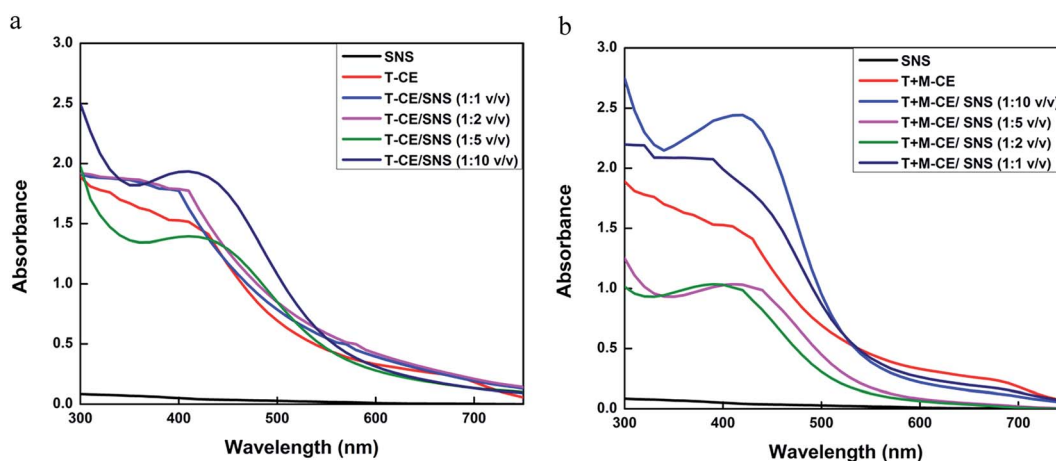 a
3.0
2.5
2.0
1.5
1.0
0.5
0.0
Absorbance
300 400 500 600 700
Wavelength (nm)
SNS
T-CE
T-CE/SNS (1:1 v/v)
T-CE/SNS (1:2 v/v)
T-CE/SNS (1:5 v/v)
T-CE/SNS (1:10 v/v)
b
3.0
2.5
2.0
1.5
1.0
0.5
0.0
Absorbance
300 400 500 600 700
Wavelength (nm)
SNS
T+M-CE
T+M-CE/ SNS (1:10 v/v)
T+M-CE/ SNS (1:5 v/v)
T+M-CE/ SNS (1:2 v/v)
T+M-CE/ SNS (1:1 v/v)